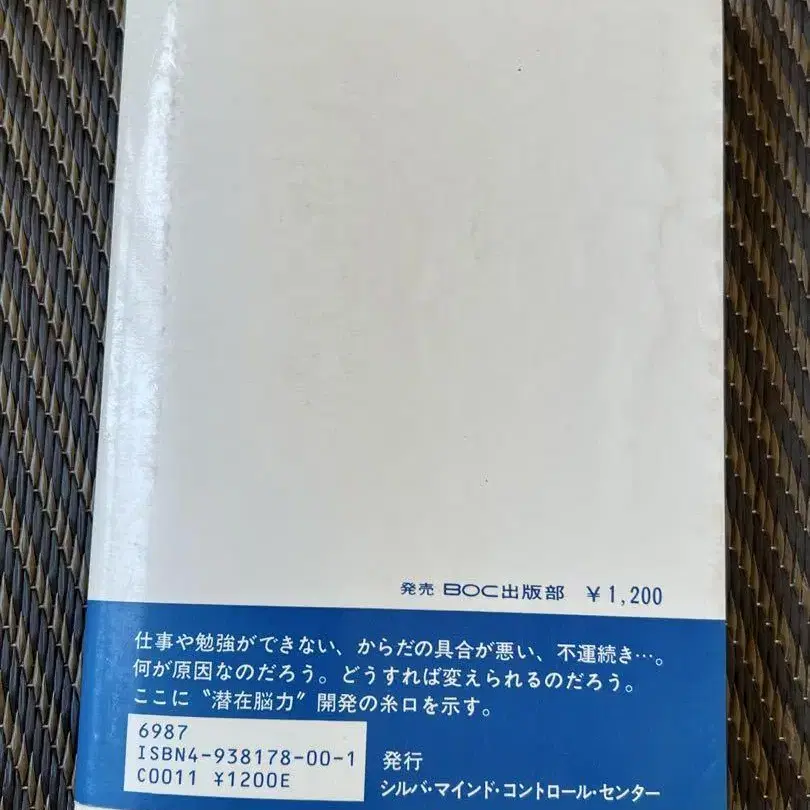 発売 BOC出版部 ¥1,200
仕事や勉強ができない、からだの具合が悪い、不運続き…。
何が原因なのだろう。どうすれば変えられるのだろう。
ここに〝潜在脳力〟開発の糸口を示す。
6987
ISBN4-938178-00-1
C0011 ¥1200E
発行
シルバ・マインド・コントロール・センター